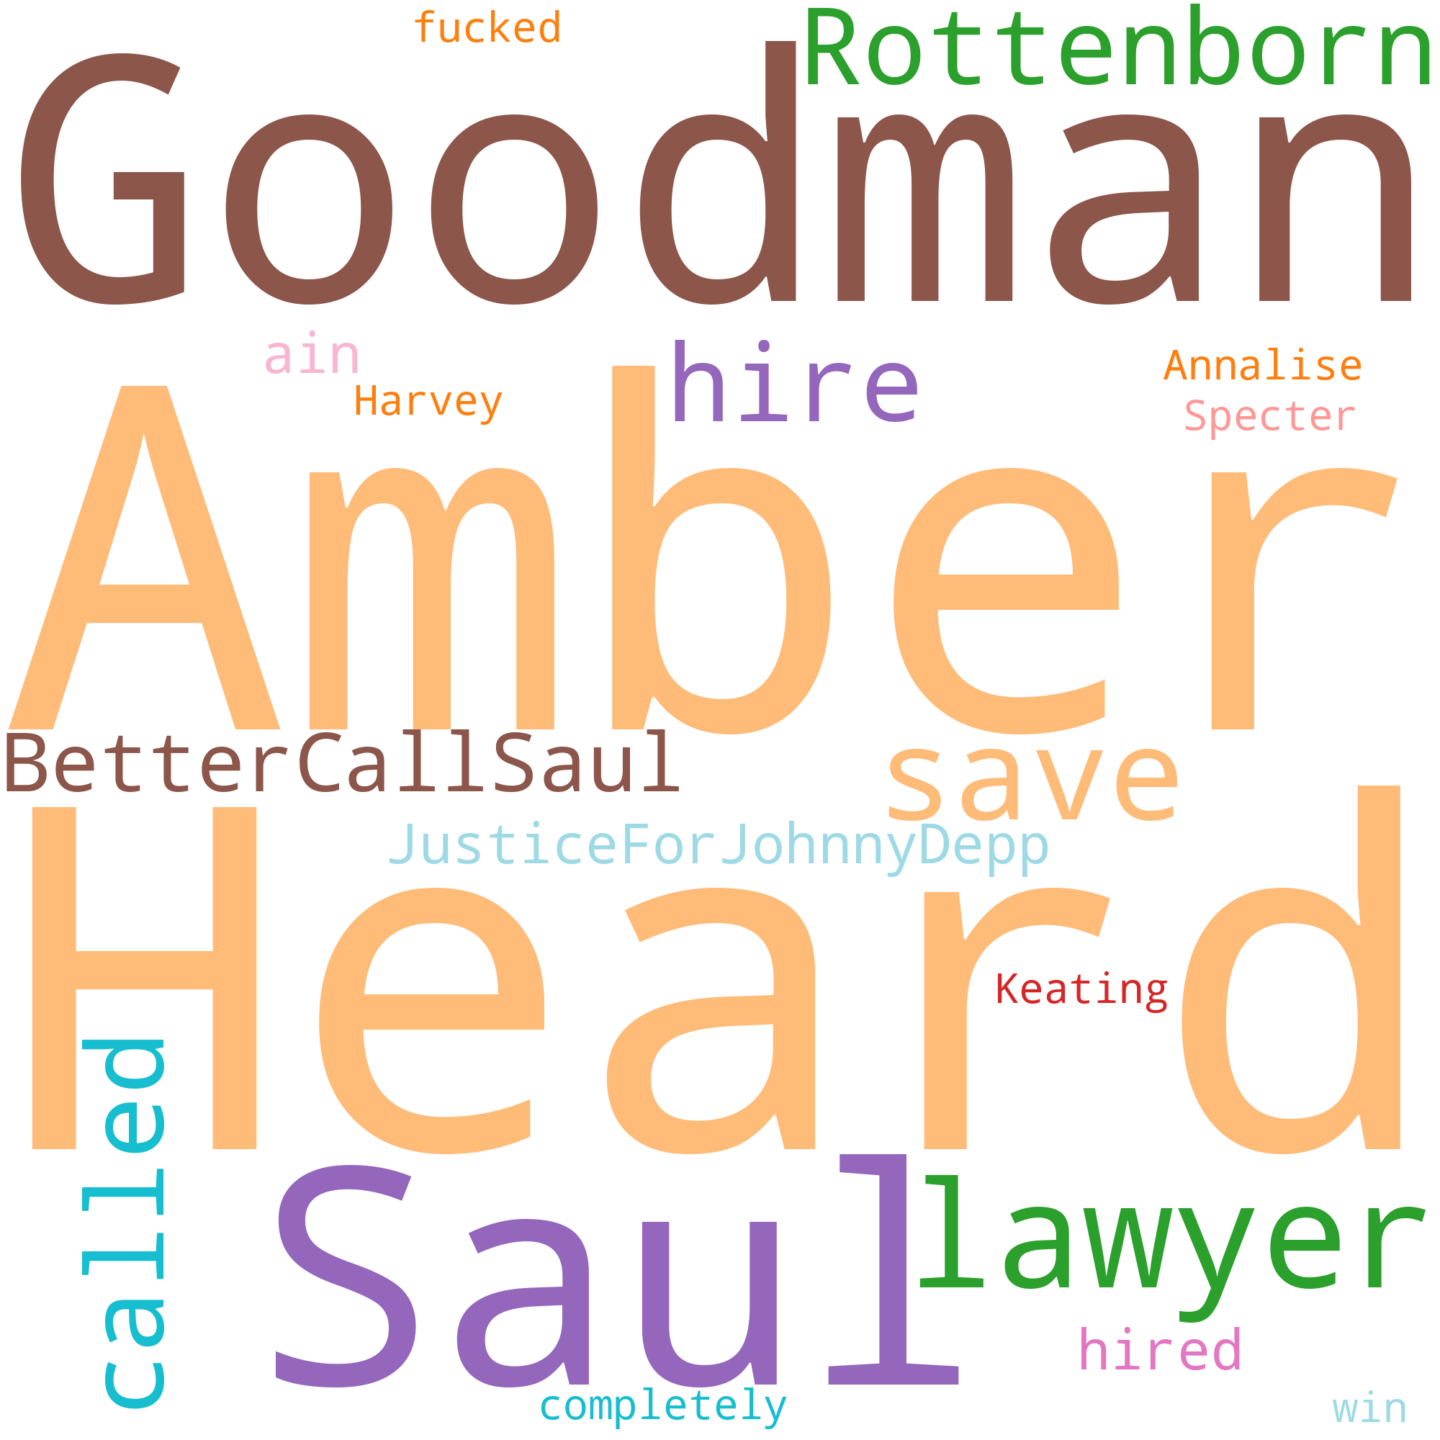 fucked
Rottenborn
Goodman
ain
hire
Annalise
Harvey
Specter
Amber
BetterCallSaul
save
JusticeForJohnnyDepp
Heard
Keating
called
Saul
lawyer
hired
completely
win